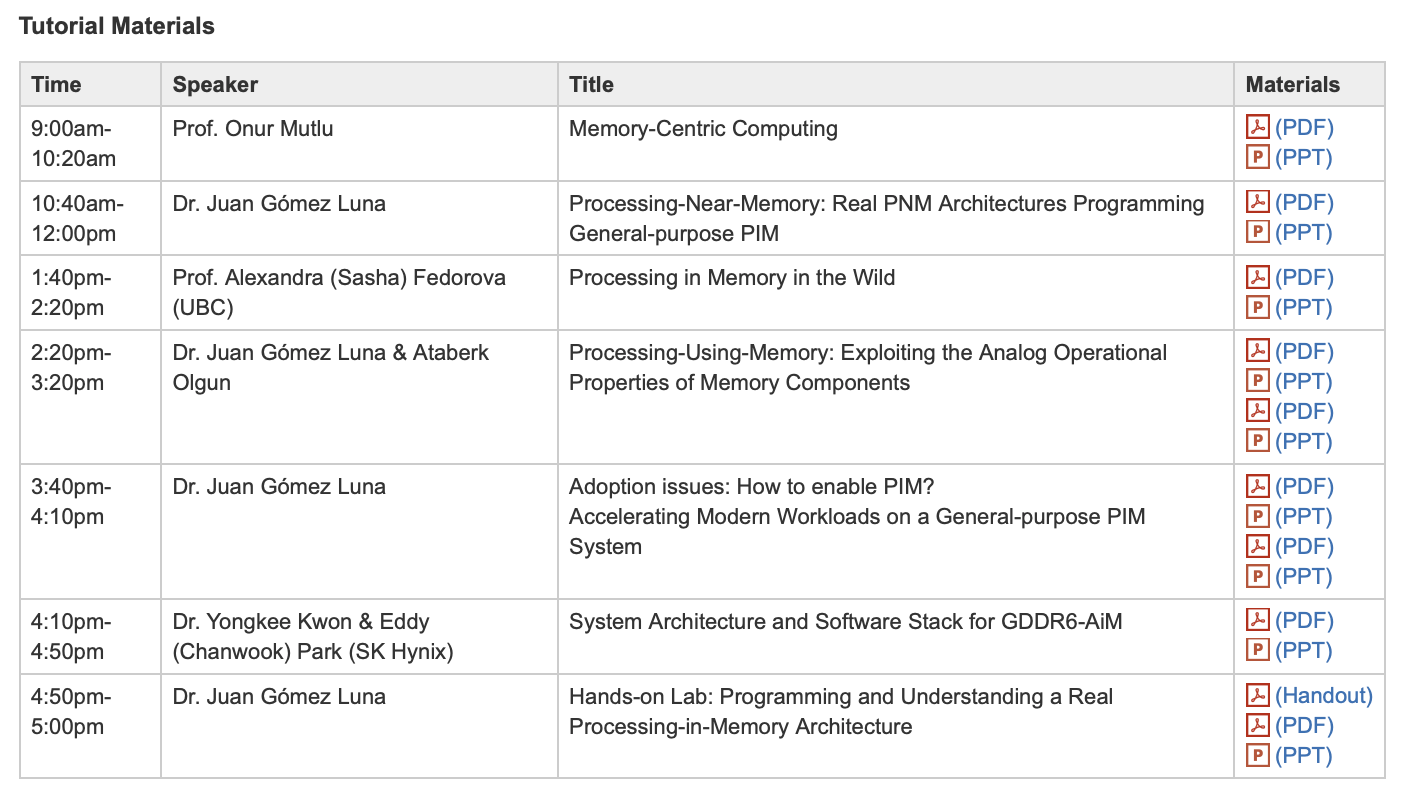 Tutorial Materials
Time Speaker Title Materials
9:00am- Prof. Onur Mutlu Memory-Centric Computing (PDF)
10:20am (PPT)
10:40am- Dr. Juan Gómez Luna Processing-Near-Memory: Real PNM Architectures Programming (PDF)
12:00pm General-purpose PIM (PPT)
1:40pm- Prof. Alexandra (Sasha) Fedorova Processing in Memory in the Wild (PDF)
2:20pm (UBC) (PPT)
2:20pm- Dr. Juan Gómez Luna & Ataberk Processing-Using-Memory: Exploiting the Analog Operational (PDF)
3:20pm Olgun Properties of Memory Components (PPT)
(PDF)
(PPT)
3:40pm- Dr. Juan Gómez Luna Adoption issues: How to enable PIM? (PDF)
4:10pm Accelerating Modern Workloads on a General-purpose PIM (PPT)
System (PDF)
(PPT)
4:10pm- Dr. Yongkee Kwon & Eddy System Architecture and Software Stack for GDDR6-AiM (PDF)
4:50pm (Chanwook) Park (SK Hynix) (PPT)
4:50pm- Dr. Juan Gómez Luna Hands-on Lab: Programming and Understanding a Real (Handout)
5:00pm Processing-in-Memory Architecture (PDF)
(PPT)